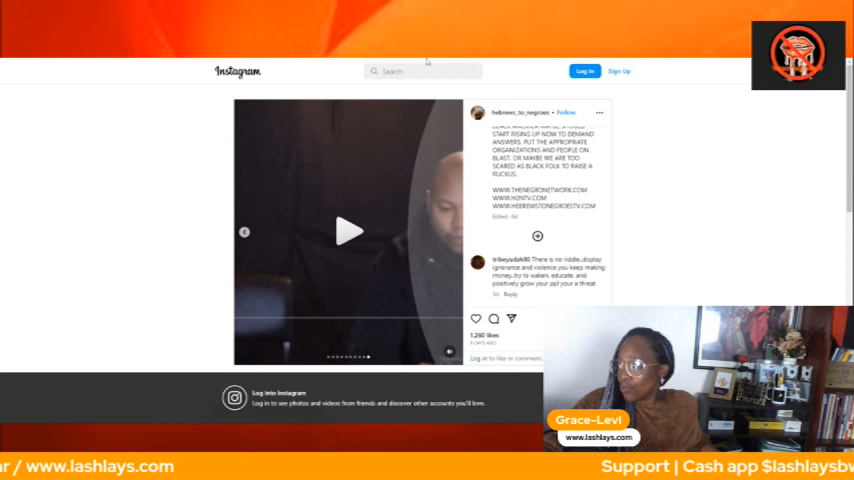 Instagram
Search
Log In
Sign Up
hebrews_to_negroes • Follow
START RISING UP NOW TO DEMAND
ANSWERS. PUT THE APPROPRIATE
ORGANIZATIONS AND PEOPLE ON
BLAST. OR MAYBE WE ARE TOO
SCARED AS BLACK FOLK TO RAISE A
RUCKUS.
WWW.THENEGRONETWORK.COM
WWW.H2NTV.COM
WWW.HEBREWSTONEGROESTV.COM
Edited · 6d
tribeyudah80 There is no riddle..display
ignorance and violence you keep making
money..try to waken, educate, and
positively grow your ppl your a threat
3d Reply
1,260 likes
6 DAYS AGO
Log in to like or comment.
Log into Instagram
Log in to see photos and videos from friends and discover other accounts you'll love.
Grace-Levi
www.lashlays.com
ar / www.lashlays.com
Support | Cash app $lashlaysbw